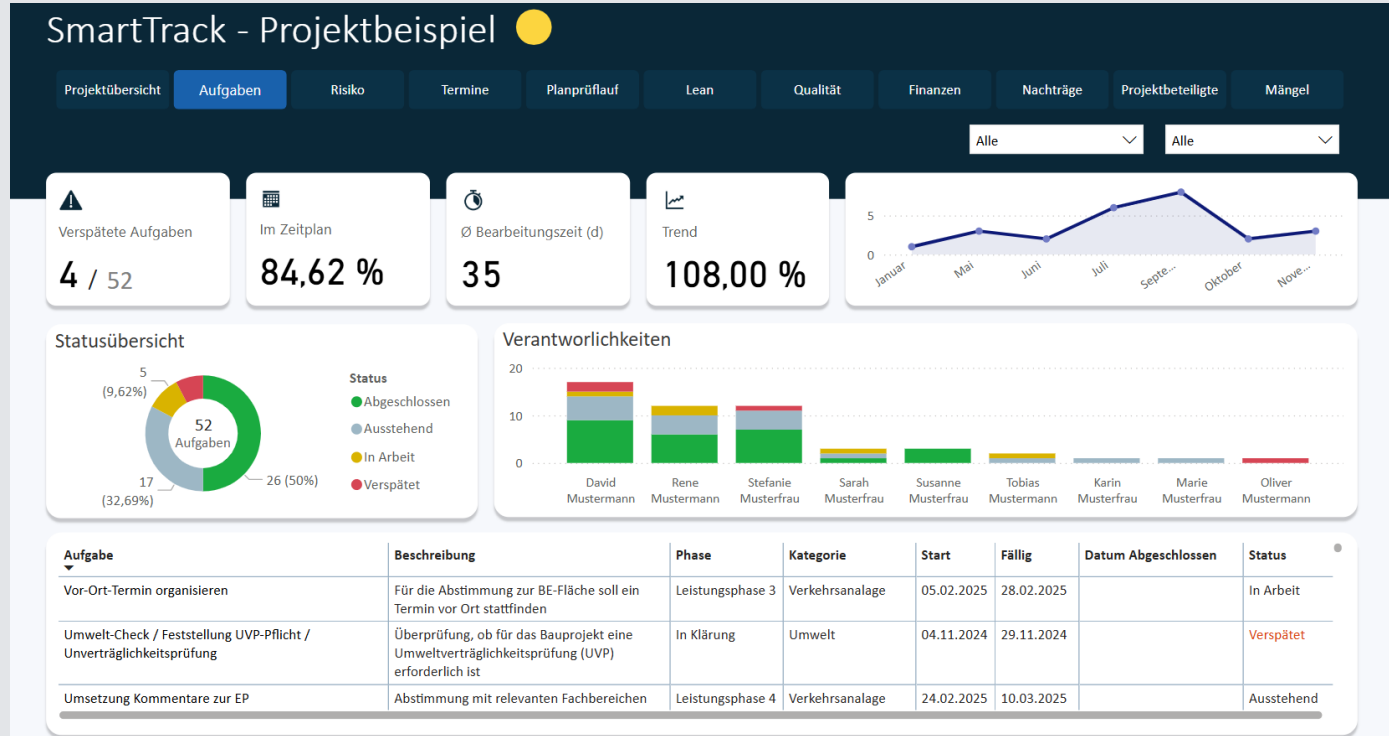 SmartTrack - Projektbeispiel
Projektübersicht
Aufgaben
Risiko
Termine
Planprüflauf
Lean
Qualität
Finanzen
Nachträge
Projektbeteiligte
Mängel
Alle
Alle
Verspätete Aufgaben
4 / 52
Im Zeitplan
84,62 %
Ø Bearbeitungszeit (d)
35
Trend
108,00 %
5
0
Januar
Mai
Juni
Juli
Septe...
Oktober
Nove...
Statusübersicht
5
(9,62%)
52
Aufgaben
17
(32,69%)
26 (50%)
Status
Abgeschlossen
Ausstehend
In Arbeit
Verspätet
Verantworlichkeiten
20
10
0
David
Mustermann
Rene
Mustermann
Stefanie
Musterfrau
Sarah
Musterfrau
Susanne
Musterfrau
Tobias
Mustermann
Karin
Musterfrau
Marie
Musterfrau
Oliver
Mustermann
Aufgabe Beschreibung Phase Kategorie Start Fällig Datum Abgeschlossen Status
Vor-Ort-Termin organisieren
Für die Abstimmung zur BE-Fläche soll ein
Termin vor Ort stattfinden
Leistungsphase 3
Verkehrsanalage
05.02.2025
28.02.2025
In Arbeit
Umwelt-Check / Feststellung UVP-Pflicht /
Unverträglichkeitsprüfung
Überprüfung, ob für das Bauprojekt eine
Umweltverträglichkeitsprüfung (UVP)
erforderlich ist
In Klärung
Umwelt
04.11.2024
29.11.2024
Verspätet
Umsetzung Kommentare zur EP
Abstimmung mit relevanten Fachbereichen
Leistungsphase 4
Verkehrsanalage
24.02.2025
10.03.2025
Ausstehend